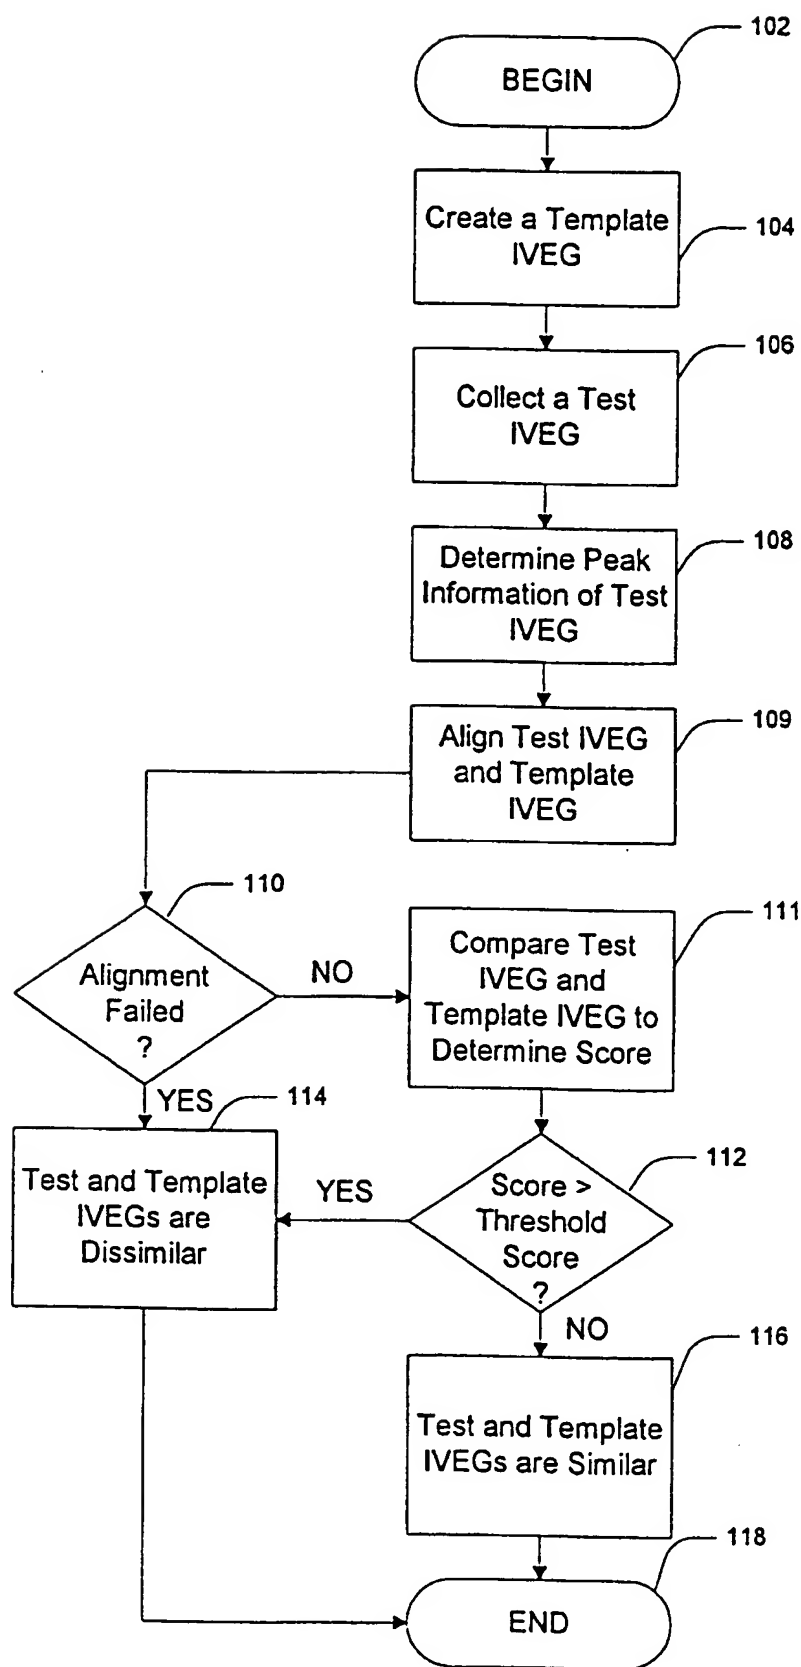 102
BEGIN
Create a Template
IVEG
104
106
Collect a Test
IVEG
108
Determine Peak
Information of Test
IVEG
109
Align Test IVEG
and Template
IVEG
110
Alignment
Failed
?
NO
111
Compare Test
IVEG and
Template IVEG to
Determine Score
YES
114
Test and Template
IVEGs are
Dissimilar
YES
112
Score >
Threshold
Score
?
NO
116
Test and Template
IVEGs are Similar
118
END